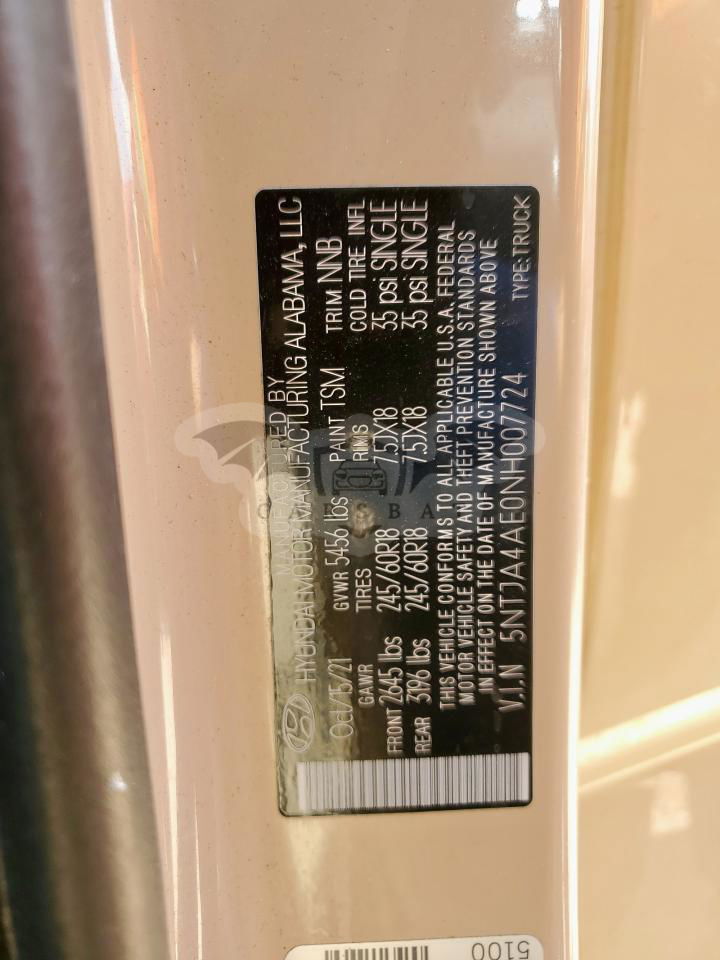 MANUFACTURED BY
HYUNDAI MOTOR MANUFACTURING ALABAMA, LLC
Oct/15/21 GVWR 5456 lbs PAINT TSM TRIM NNB
GAWR TIRES RIMS COLD TIRE INFL
FRONT 2645 lbs 245/60R18 7.5JX18 35 psi SINGLE
REAR 3196 lbs 245/60R18 7.5JX18 35 psi SINGLE
THIS VEHICLE CONFORMS TO ALL APPLICABLE U.S.A. FEDERAL
MOTOR VEHICLE SAFETY AND THEFT PREVENTION STANDARDS
IN EFFECT ON THE DATE OF MANUFACTURE SHOWN ABOVE
V.I.N 5NTJA4AE0NH007724 TYPE: TRUCK
5100